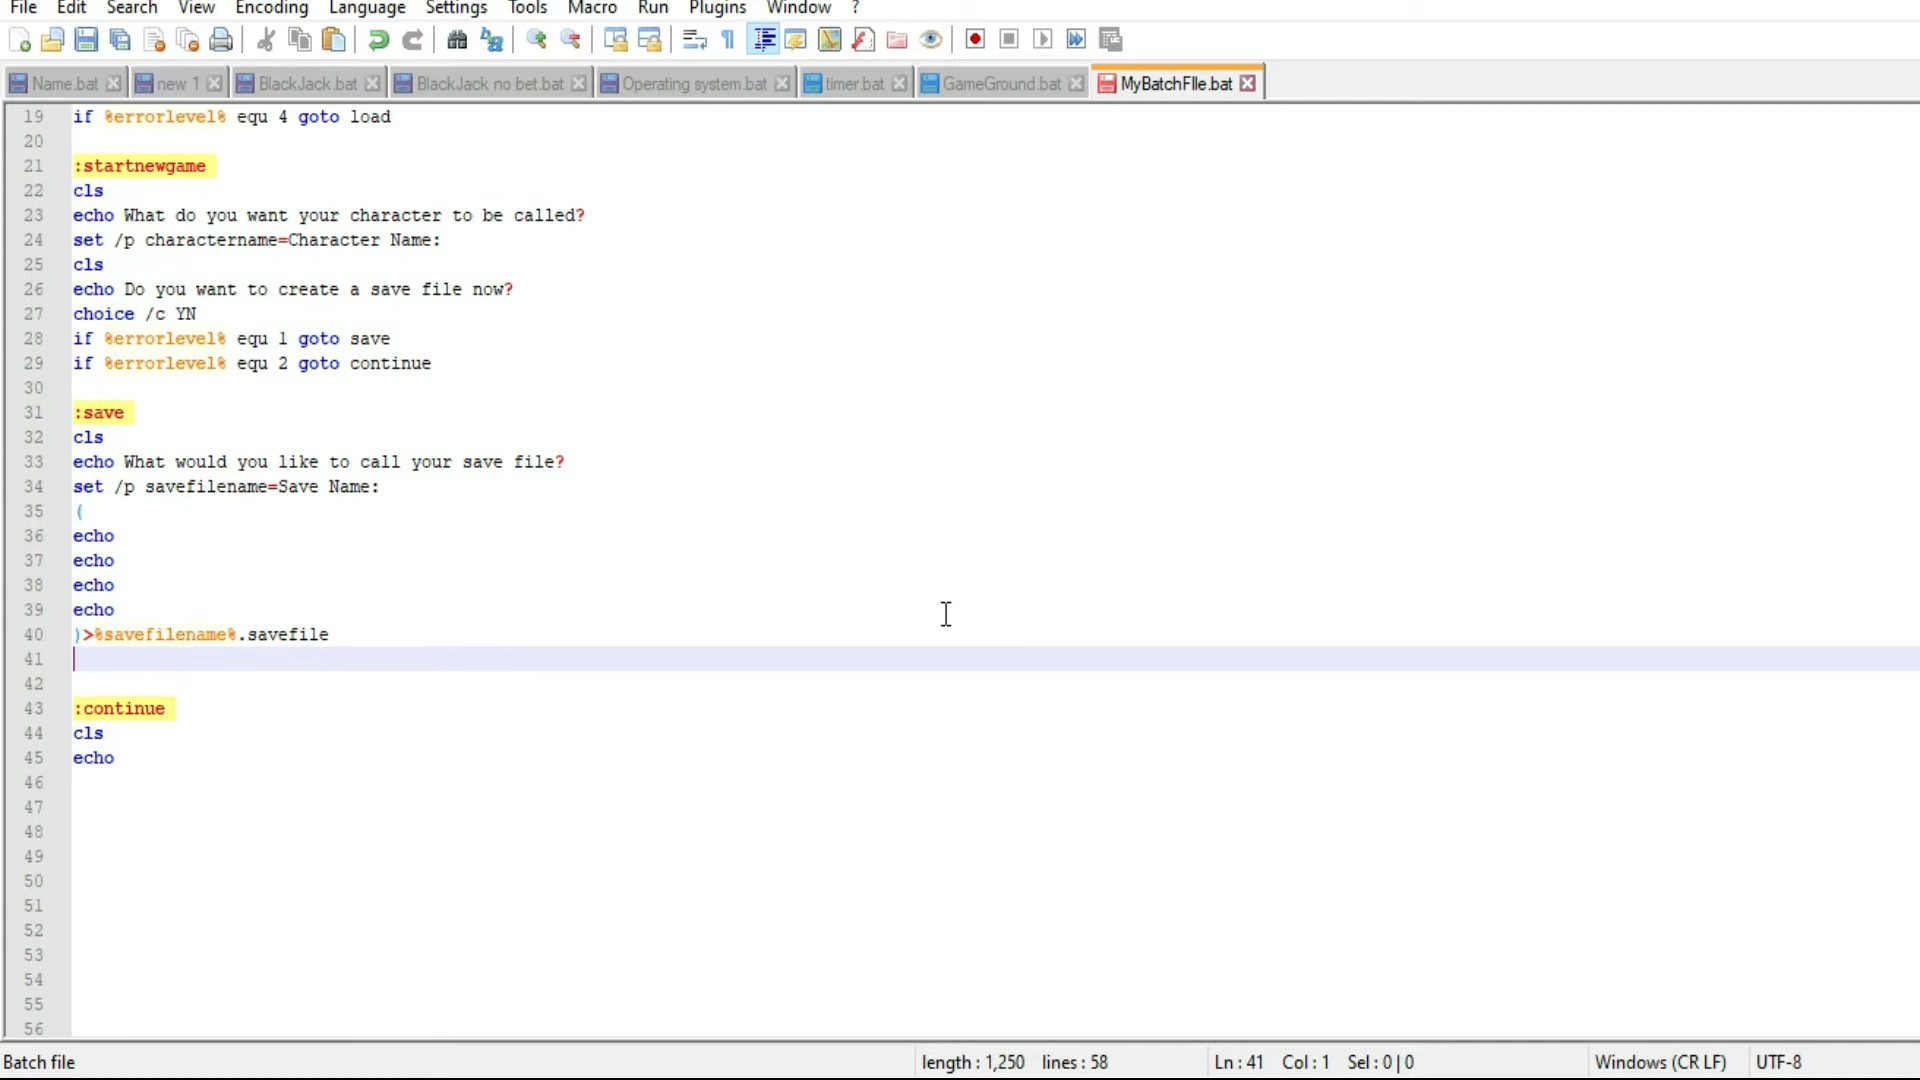 File Edit Search View Encoding Language Settings Tools Macro Run Plugins Window ?
Name.bat new 1 BlackJack.bat BlackJack no bet.bat Operating system.bat timer.bat GameGround.bat MyBatchFIle.bat
19 if %errorlevel% equ 4 goto load
20
21 :startnewgame
22 cls
23 echo What do you want your character to be called?
24 set /p charactername=Character Name:
25 cls
26 echo Do you want to create a save file now?
27 choice /c YN
28 if %errorlevel% equ 1 goto save
29 if %errorlevel% equ 2 goto continue
30
31 :save
32 cls
33 echo What would you like to call your save file?
34 set /p savefilename=Save Name:
35 (
36 echo
37 echo
38 echo
39 echo
40 )>%savefilename%.savefile
41
42
43 :continue
44 cls
45 echo
46
47
48
49
50
51
52
53
54
55
56
Batch file length : 1,250 lines : 58 Ln : 41 Col : 1 Sel : 0 | 0 Windows (CR LF) UTF-8